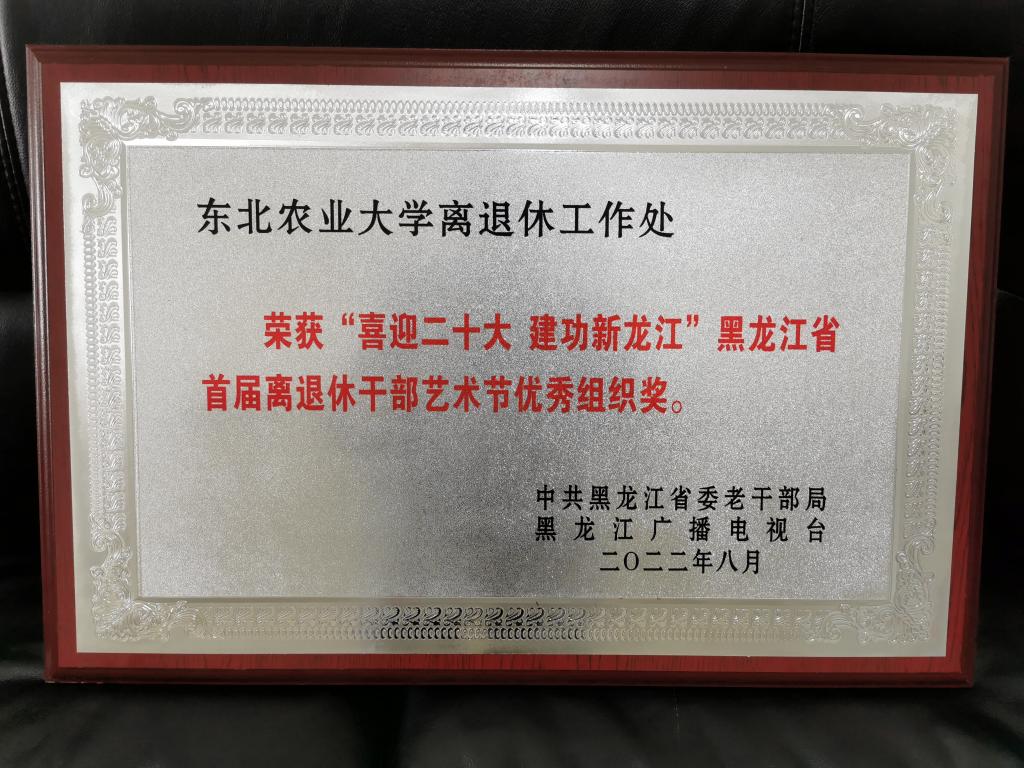 东北农业大学离退休工作处
荣获“喜迎二十大 建功新龙江”黑龙江省
首届离退休干部艺术节优秀组织奖。
中共黑龙江省委老干部局
黑龙江广播电视台
二〇二二年八月